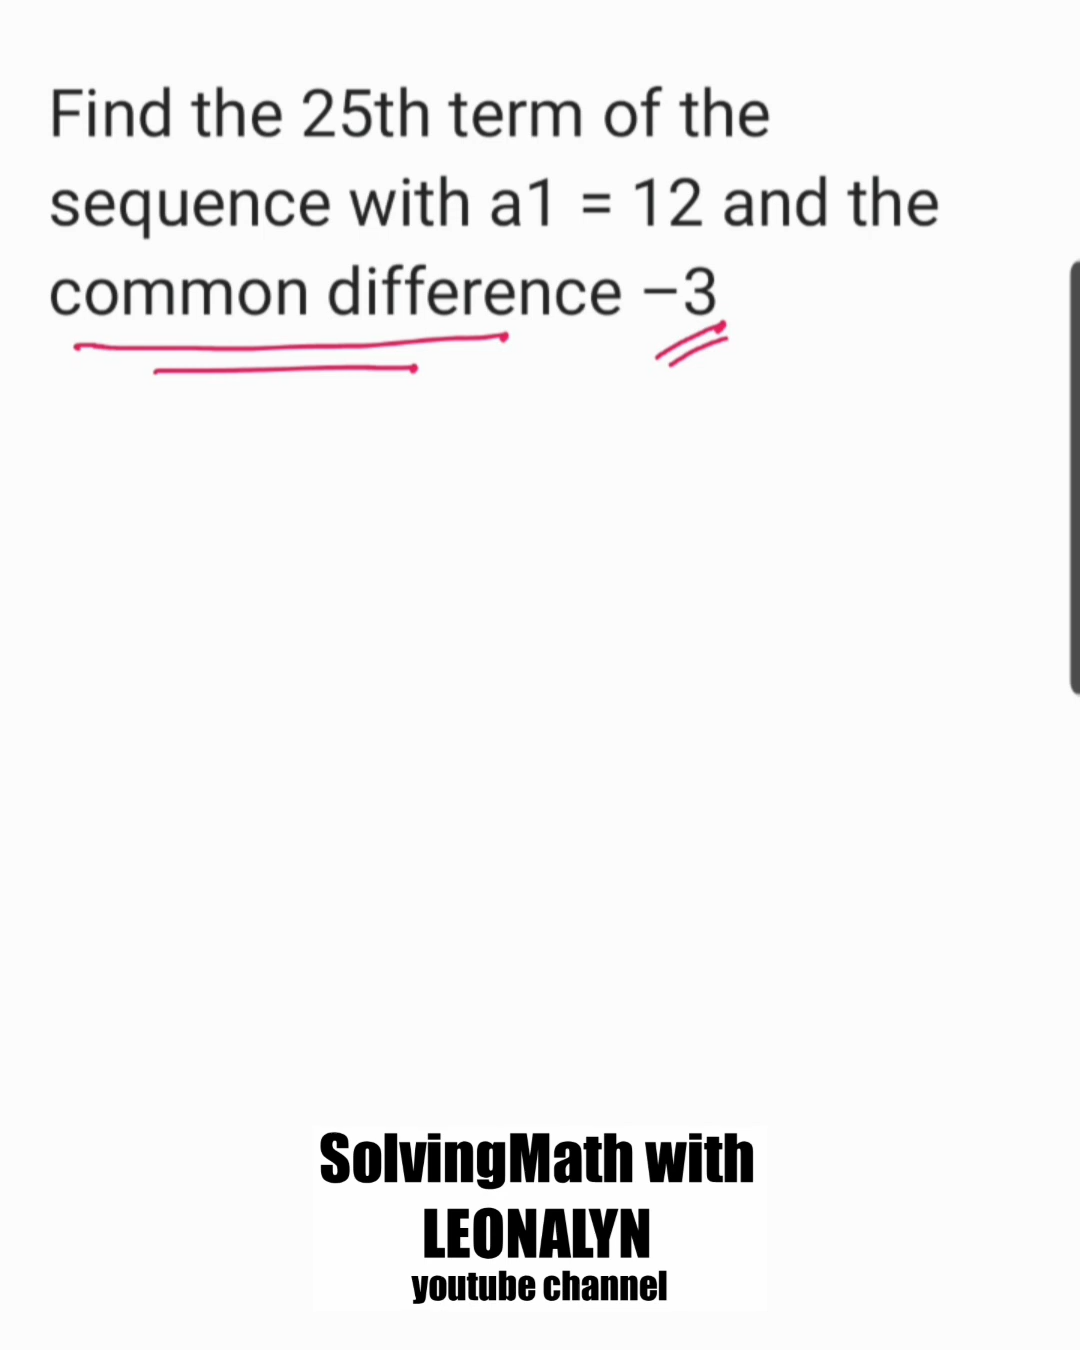 Find the 25th term of the
sequence with a1 = 12 and the
common difference −3
SolvingMath with
LEONALYN
youtube channel